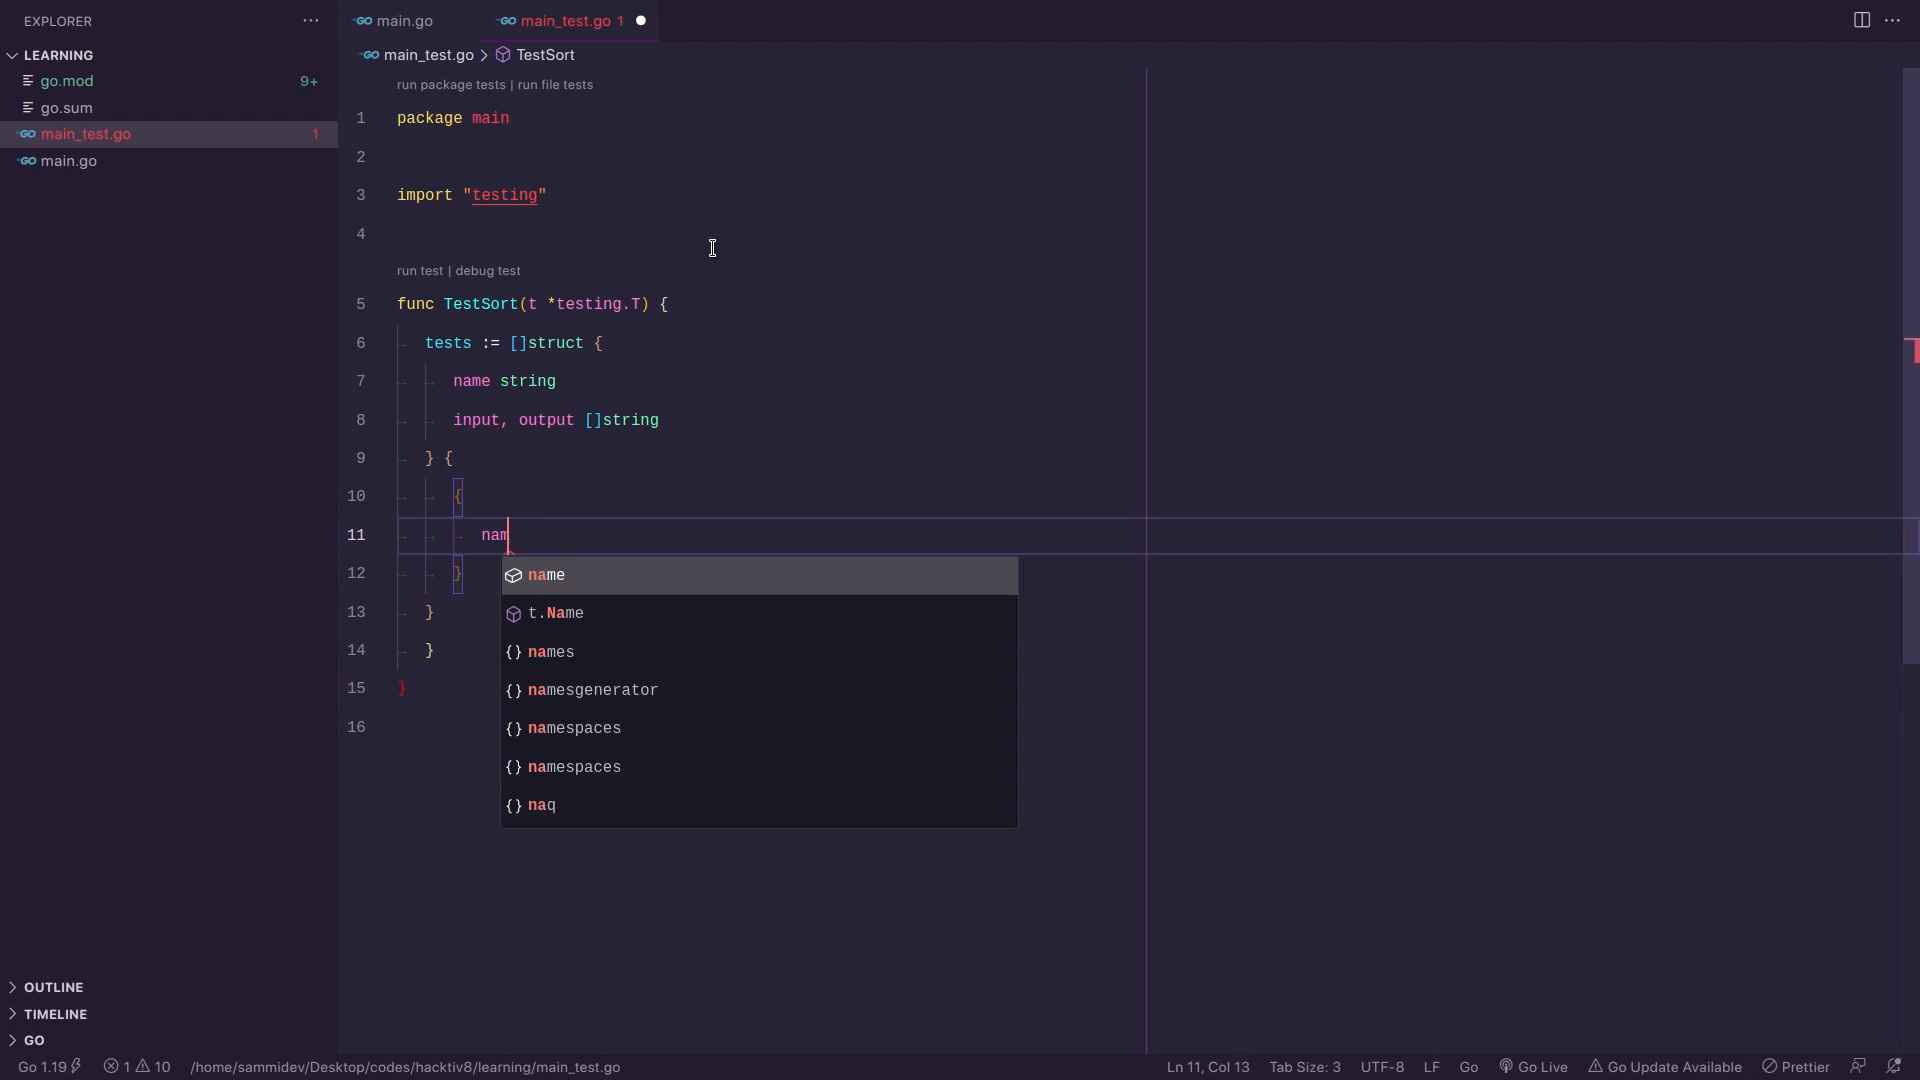 EXPLORER
LEARNING
go.mod 9+
go.sum
main_test.go 1
main.go
OUTLINE
TIMELINE
GO
GO main.go
GO main_test.go 1
GO main_test.go > TestSort
run package tests | run file tests
1 package main
2
3 import "testing"
4
run test | debug test
5 func TestSort(t *testing.T) {
6 tests := []struct {
7 name string
8 input, output []string
9 } {
10 {
11 nam
12 }
13 }
14 }
15 }
16
name
t.Name
{} names
{} namesgenerator
{} namespaces
{} namespaces
{} naq
Go 1.19 1 10 /home/sammidev/Desktop/codes/hacktiv8/learning/main_test.go Ln 11, Col 13 Tab Size: 3 UTF-8 LF Go Go Live Go Update Available Prettier